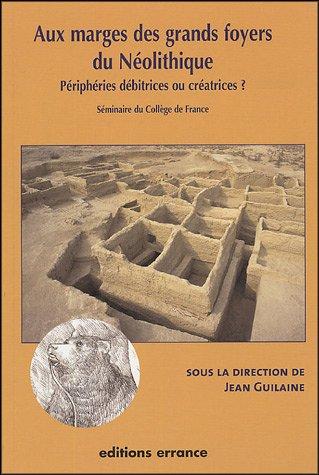 Aux marges des grands foyers
du Néolithique
Périphéries débitrices ou créatrices ?
Séminaire du Collège de France
SOUS LA DIRECTION DE
JEAN GUILAINE
editions errance